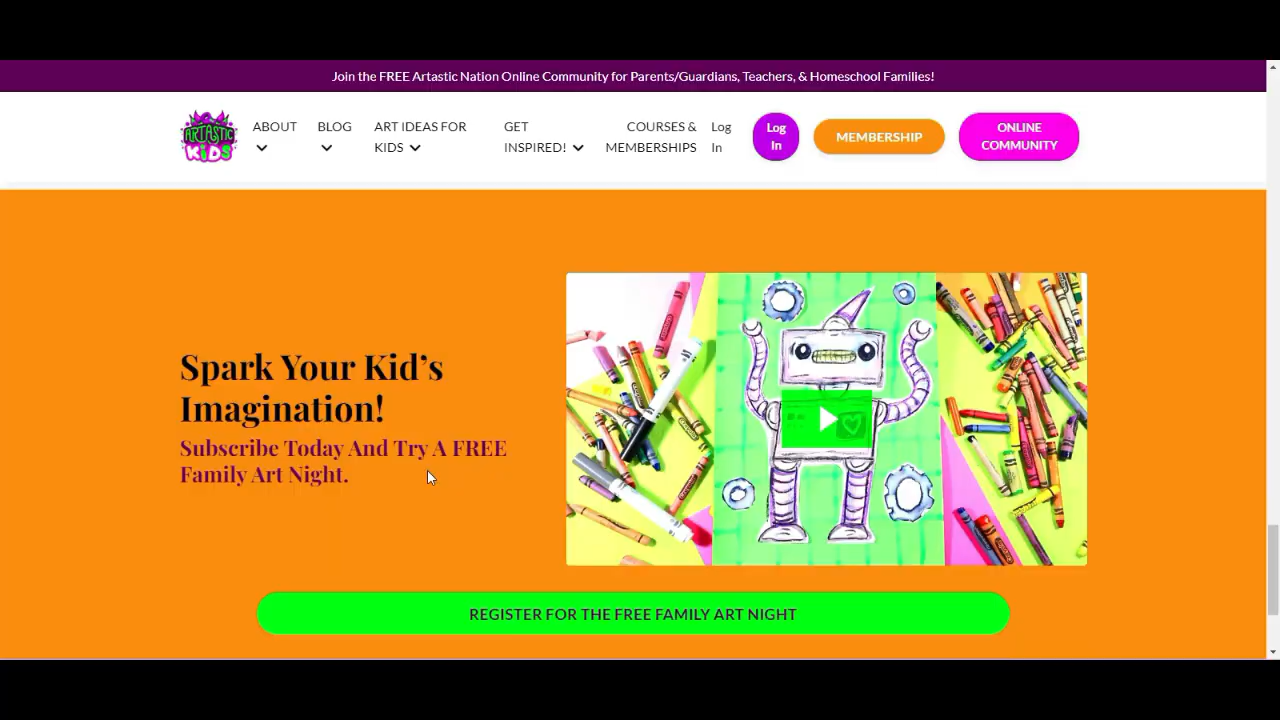 Join the FREE Artastic Nation Online Community for Parents/Guardians, Teachers, & Homeschool Families!
ARTASTIC
KiDS
ABOUT
BLOG
ART IDEAS FOR
KIDS
GET
INSPIRED!
COURSES &
MEMBERSHIPS
Log
In
Log
In
MEMBERSHIP
ONLINE
COMMUNITY
Spark Your Kid's
Imagination!
Subscribe Today And Try A FREE
Family Art Night.
REGISTER FOR THE FREE FAMILY ART NIGHT